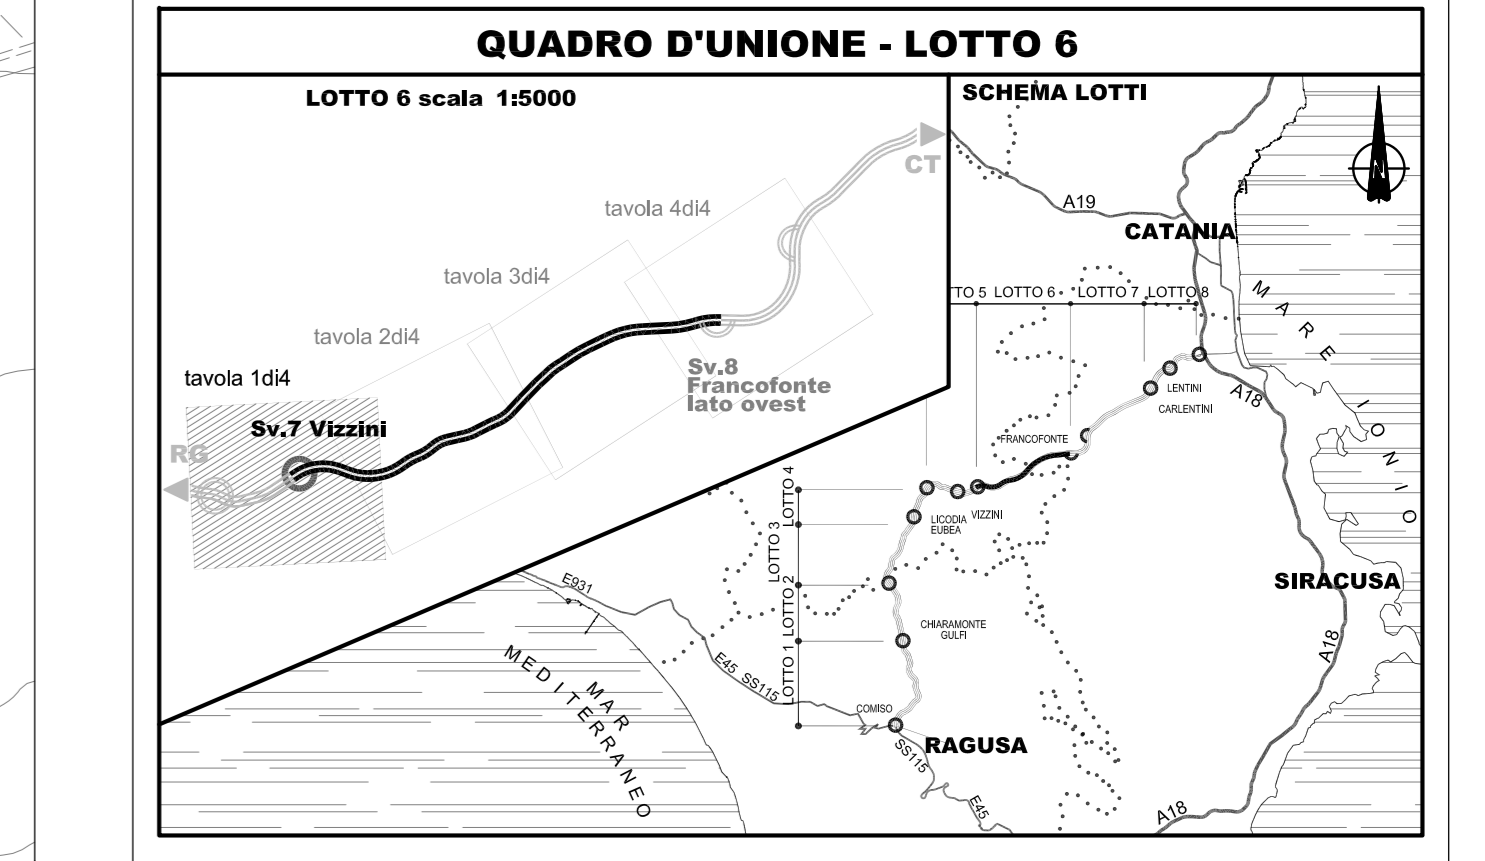 QUADRO D'UNIONE - LOTTO 6
LOTTO 6 scala 1:5000
CT
tavola 4di4
tavola 3di4
tavola 2di4
tavola 1di4
Sv.8
Francofonte
lato ovest
Sv.7 Vizzini
RG
SCHEMA LOTTI
N
A19
CATANIA
TTO 5 LOTTO 6 LOTTO 7 LOTTO 8
MARE
IONIO
LENTINI
CARLENTINI
A18
FRANCOFONTE
LICODIA
EUBEA
VIZZINI
LOTTO 4
LOTTO 3
LOTTO 2
LOTTO 1
SIRACUSA
E931
CHIARAMONTE
GULFI
A18
MAR
MEDITERRANEO
E45 SS115
COMISO
RAGUSA
SS115
E45
A18